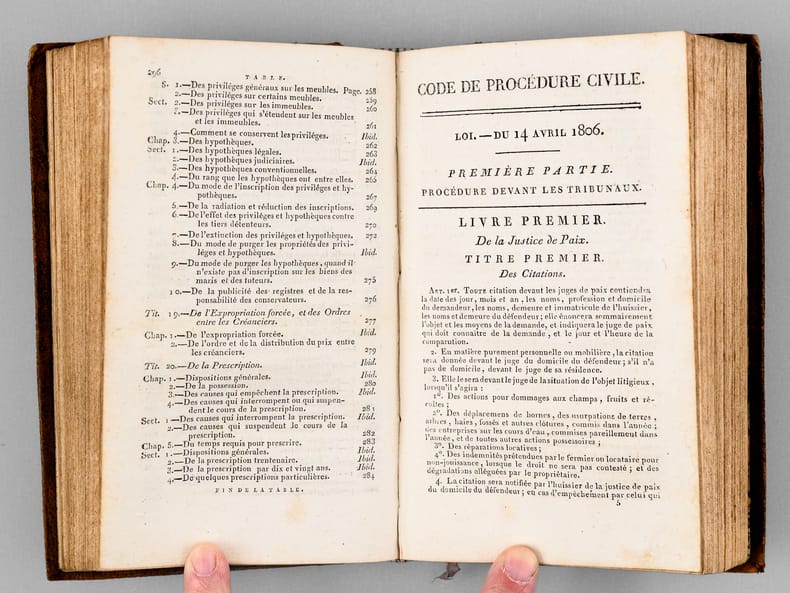 296
TABLE.
S. 1.—Des priviléges généraux sur les meubles. Page. 258
2.—Des priviléges sur certains meubles. 259
Sect. 2.—Des priviléges sur les immeubles. 260
3.—Des priviléges qui s'étendent sur les meubles
et les immeubles. 261
4.—Comment se conservent les priviléges. Ibid.
Chap. 3.—Des hypothèques. 262
Sect. 1.—Des hypothèques légales. 263
2.—Des hypothèques judiciaires. Ibid.
3.—Des hypothèques conventionnelles. 264
4.—Du rang que les hypothèques ont entre elles. 265
Chap. 4.—Du mode de l'inscription des priviléges et hy-
pothèques. 267
5.—De la radiation et réduction des inscriptions. 269
6.—De l'effet des priviléges et hypothèques contre
les tiers détenteurs. 270
7.—De l'extinction des priviléges et hypothèques. 272
8.—Du mode de purger les propriétés des privi-
léges et hypothèques. Ibid.
9.—Du mode de purger les hypothèques, quand il
n'existe pas d'inscription sur les biens des
maris et des tuteurs. 275
10.—De la publicité des registres et de la res-
ponsabilité des conservateurs. 276
Tit. 19.—De l'Expropriation forcée, et des Ordres
entre les Créanciers. 277
Chap. 1.—De l'expropriation forcée. Ibid.
2.—De l'ordre et de la distribution du prix entre
les créanciers. 279
Tit. 20.—De la Prescription. Ibid.
Chap. 1.—Dispositions générales. Ibid.
2.—De la possession. 280
3.—Des causes qui empêchent la prescription. Ibid.
4.—Des causes qui interrompent ou qui suspen-
dent le cours de la prescription. 281
Sect. 1.—Des causes qui interrompent la prescription. Ibid.
2.—Des causes qui suspendent le cours de la
prescription. 282
Chap. 5.—Du temps requis pour prescrire. 283
Sect. 1.—Dispositions générales. Ibid.
2.—De la prescription trentenaire. Ibid.
3.—De la prescription par dix et vingt ans. Ibid.
4.—De quelques prescriptions particulières. 284
FIN DE LA TABLE.
CODE DE PROCÉDURE CIVILE.
LOI.—DU 14 AVRIL 1806.
PREMIÈRE PARTIE.
PROCÉDURE DEVANT LES TRIBUNAUX.
LIVRE PREMIER.
De la Justice de Paix.
TITRE PREMIER.
Des Citations.
ART. 1er. TOUTE citation devant les juges de paix contiendra
la date des jour, mois et an, les noms, profession et domicile
du demandeur, les noms, demeure et immatricule de l'huissier,
les noms et demeure du défendeur; elle énoncera sommairement
l'objet et les moyens de la demande, et indiquera le juge de paix
qui doit connaître de la demande, et le jour et l'heure de la
comparution.
2. En matière purement personnelle ou mobilière, la citation
sera donnée devant le juge du domicile du défendeur; s'il n'a
pas de domicile, devant le juge de sa résidence.
3. Elle le sera devant le juge de la situation de l'objet litigieux,
lorsqu'il s'agira:
1°. Des actions pour dommages aux champs, fruits et ré-
coltes;
2°. Des déplacemens de bornes, des usurpations de terres,
arbres, haies, fossés et autres clôtures, commis dans l'année;
des entreprises sur les cours d'eau, commises pareillement dans
l'année, et de toutes autres actions possessoires;
3°. Des réparations locatives;
4°. Des indemnités prétendues par le fermier ou locataire pour
non-jouissance, lorsque le droit ne sera pas contesté; et des
dégradations alléguées par le propriétaire.
4. La citation sera notifiée par l'huissier de la justice de paix
du domicile du défendeur; en cas d'empêchement par celui qui
5